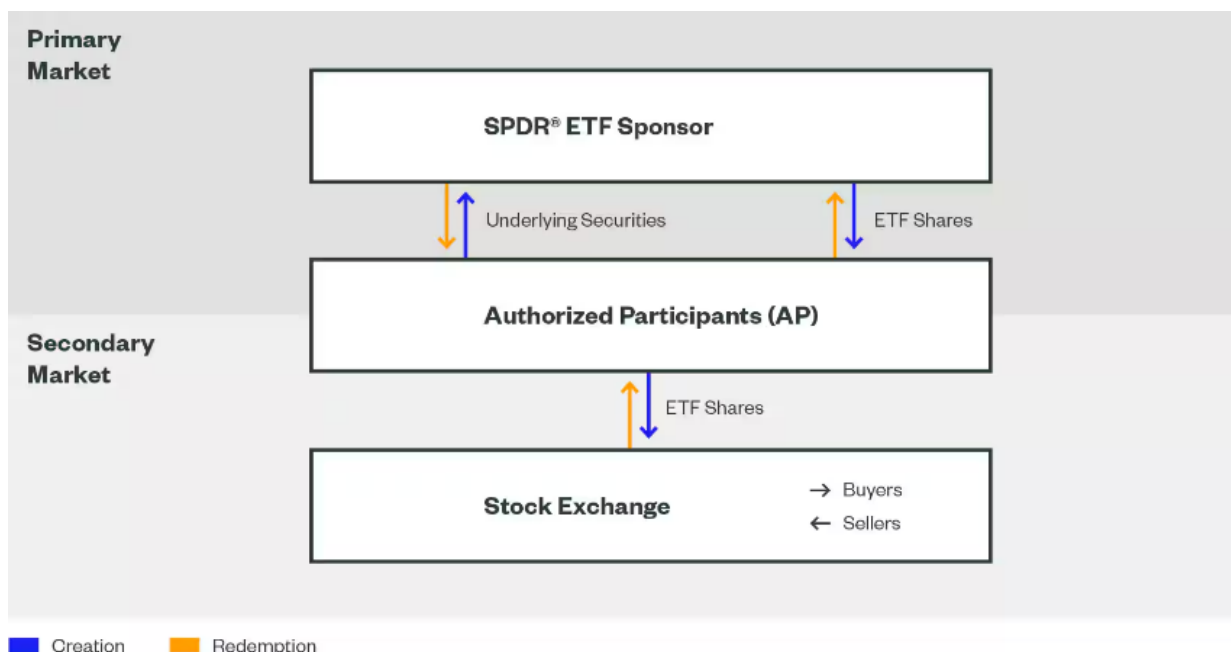 Primary
Market
SPDR® ETF Sponsor
Underlying Securities
ETF Shares
Authorized Participants (AP)
Secondary
Market
ETF Shares
Stock Exchange
→ Buyers
← Sellers
Creation
Redemption